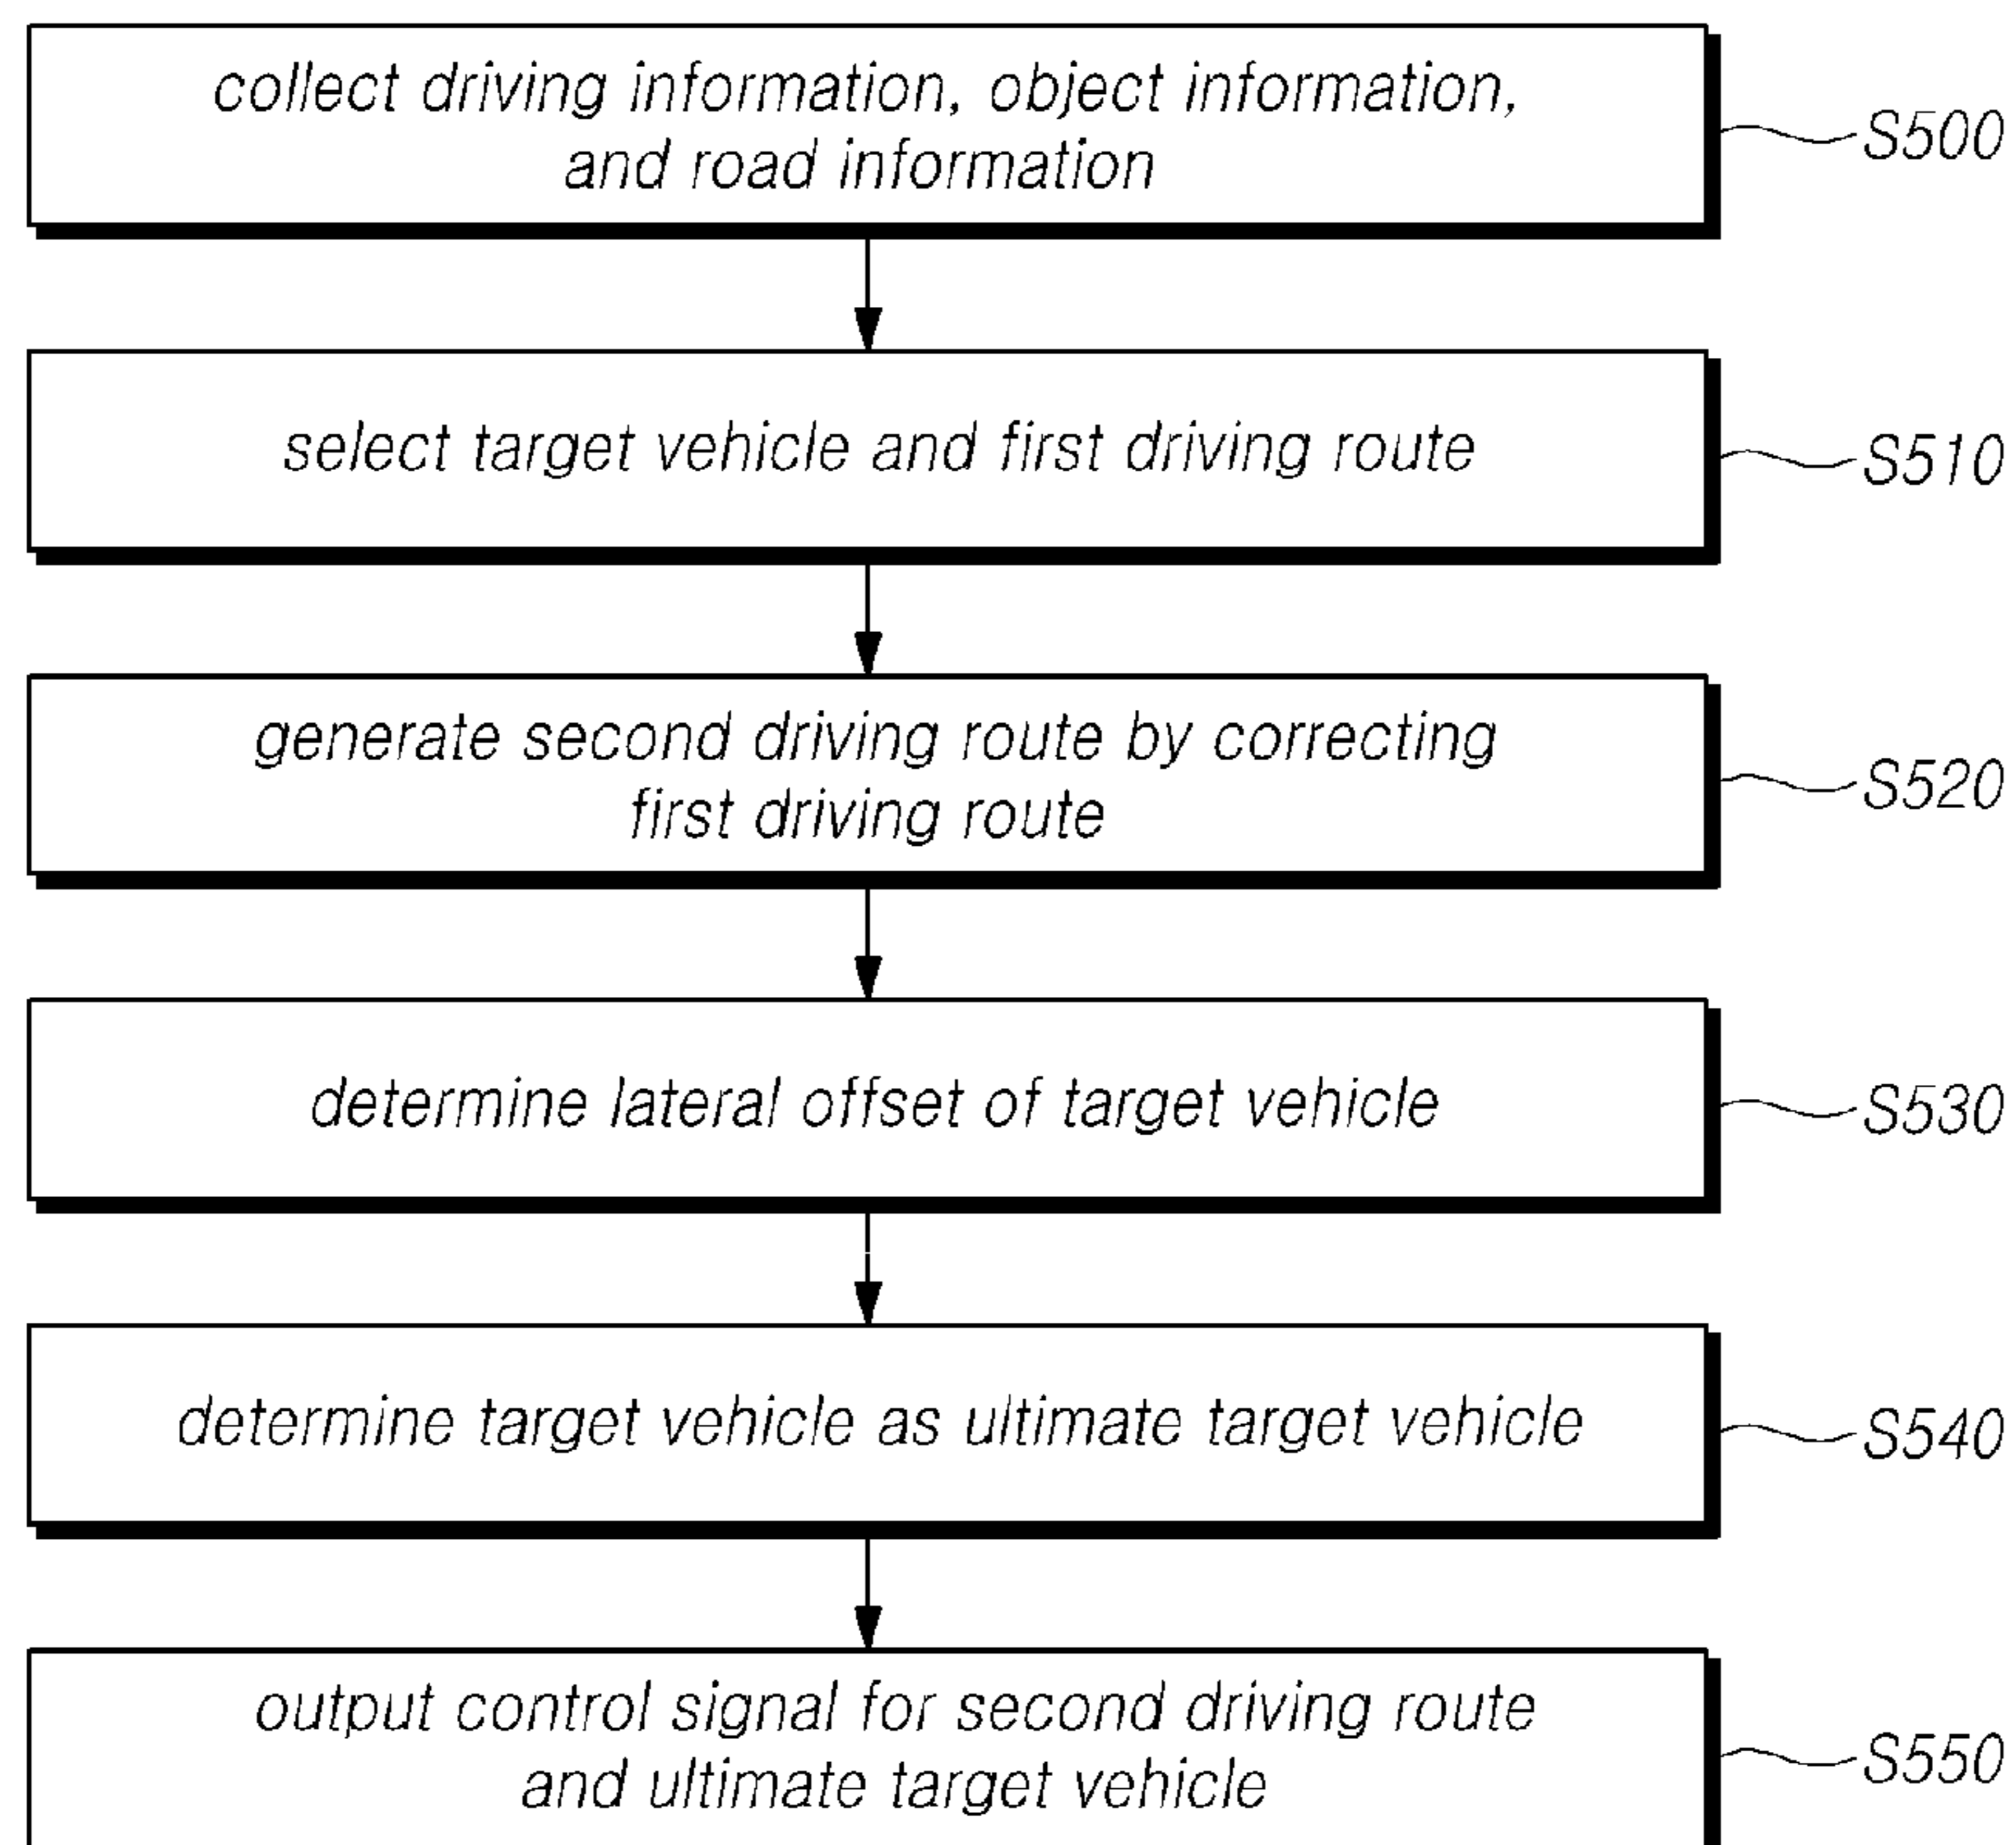 collect driving information, object information,
and road information
S500
select target vehicle and first driving route
S510
generate second driving route by correcting
first driving route
S520
determine lateral offset of target vehicle
S530
determine target vehicle as ultimate target vehicle
S540
output control signal for second driving route
and ultimate target vehicle
S550